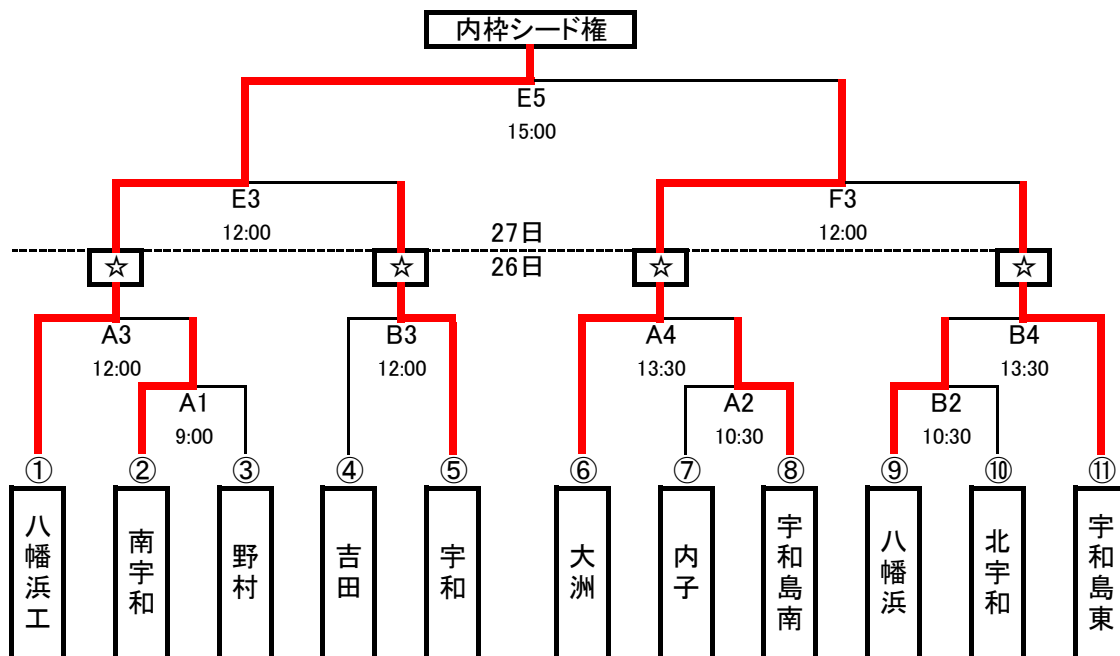 内枠シード権
E5
15:00
E3
F3
12:00
12:00
27日
26日
☆
☆
☆
☆
A3
B3
A4
B4
12:00
12:00
13:30
13:30
A1
A2
B2
9:00
10:30
10:30
①
②
③
④
⑤
⑥
⑦
⑧
⑨
⑩
⑪
八幡浜工
南宇和
野村
吉田
宇和
大洲
内子
宇和島南
八幡浜
北宇和
宇和島東